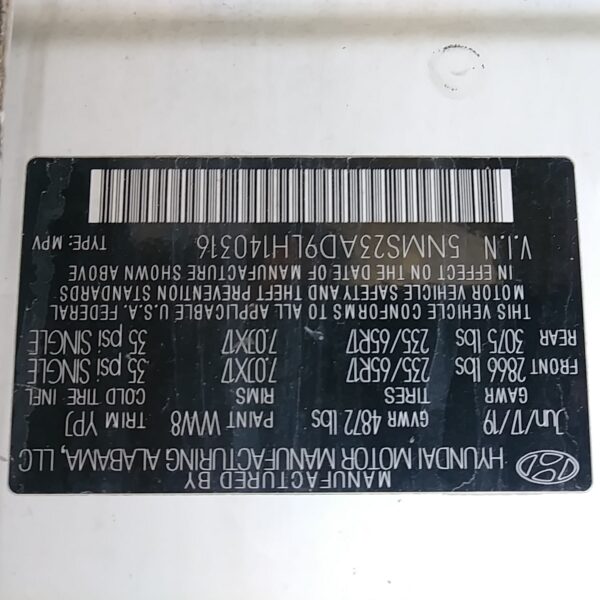 MANUFACTURED BY
HYUNDAI MOTOR MANUFACTURING ALABAMA, LLC
Jun/17/19 GVWR 4872 lbs PAINT WW8 TRIM YPJ
GAWR TIRES RIMS COLD TIRE INFL
FRONT 2866 lbs 235/65R17 7.0JX17 35 psi SINGLE
REAR 3075 lbs 235/65R17 7.0JX17 35 psi SINGLE
THIS VEHICLE CONFORMS TO ALL APPLICABLE U.S.A. FEDERAL
MOTOR VEHICLE SAFETY AND THEFT PREVENTION STANDARDS
IN EFFECT ON THE DATE OF MANUFACTURE SHOWN ABOVE
V.I.N 5NMS23AD9LH140316 TYPE: MPV